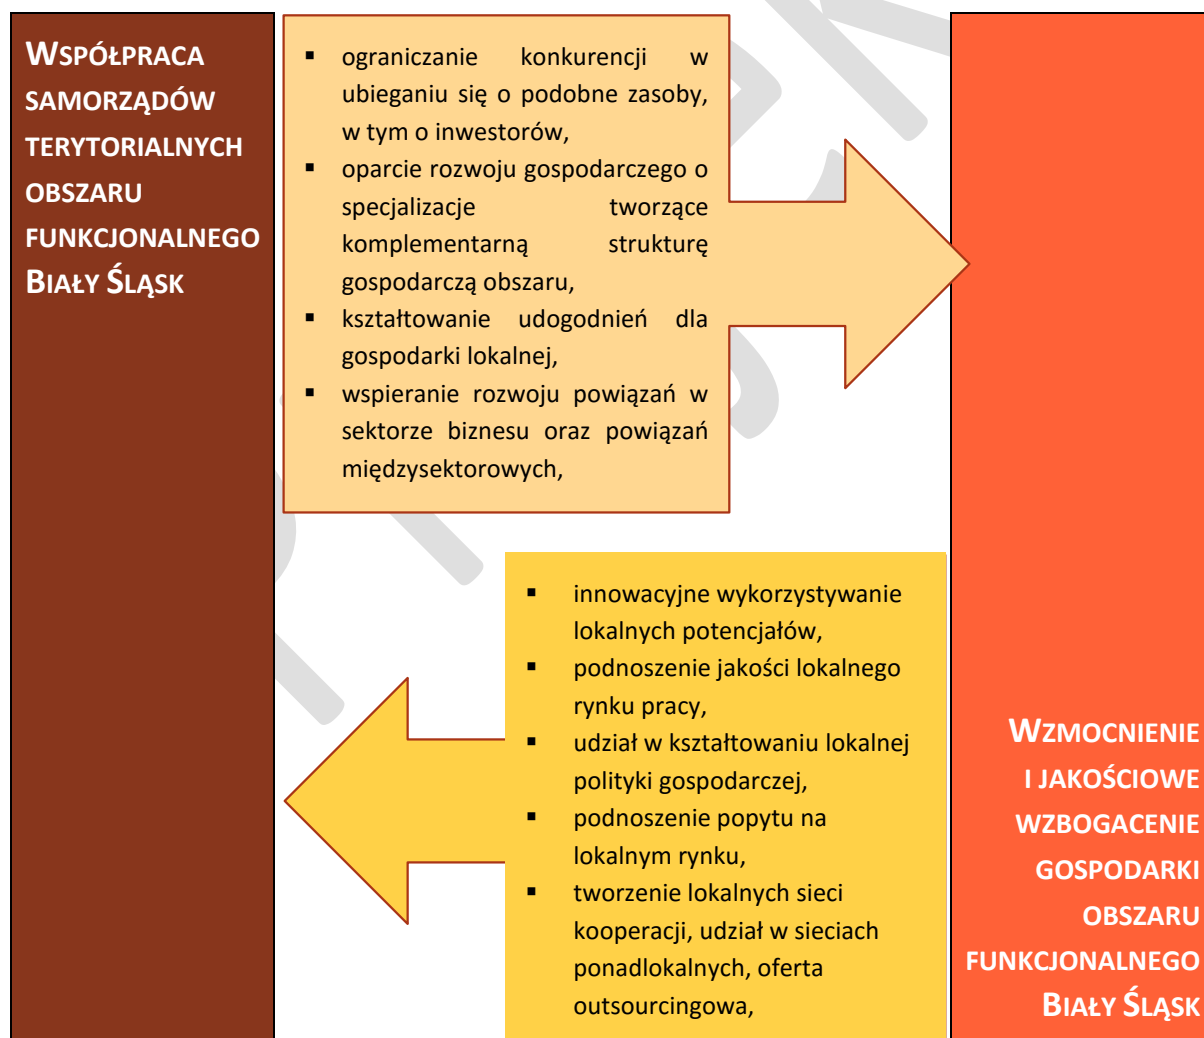 WSPÓŁPRACA
SAMORZĄDÓW
TERYTORIALNYCH
OBSZARU
FUNKCJONALNEGO
BIAŁY ŚLĄSK
▪ ograniczanie konkurencji w
ubieganiu się o podobne zasoby,
w tym o inwestorów,
▪ oparcie rozwoju gospodarczego o
specjalizacje tworzące
komplementarną strukturę
gospodarczą obszaru,
▪ kształtowanie udogodnień dla
gospodarki lokalnej,
▪ wspieranie rozwoju powiązań w
sektorze biznesu oraz powiązań
międzysektorowych,
▪ innowacyjne wykorzystywanie
lokalnych potencjałów,
▪ podnoszenie jakości lokalnego
rynku pracy,
▪ udział w kształtowaniu lokalnej
polityki gospodarczej,
▪ podnoszenie popytu na
lokalnym rynku,
▪ tworzenie lokalnych sieci
kooperacji, udział w sieciach
ponadlokalnych, oferta
outsourcingowa,
WZMOCNIENIE
I JAKOŚCIOWE
WZBOGACENIE
GOSPODARKI
OBSZARU
FUNKCJONALNEGO
BIAŁY ŚLĄSK